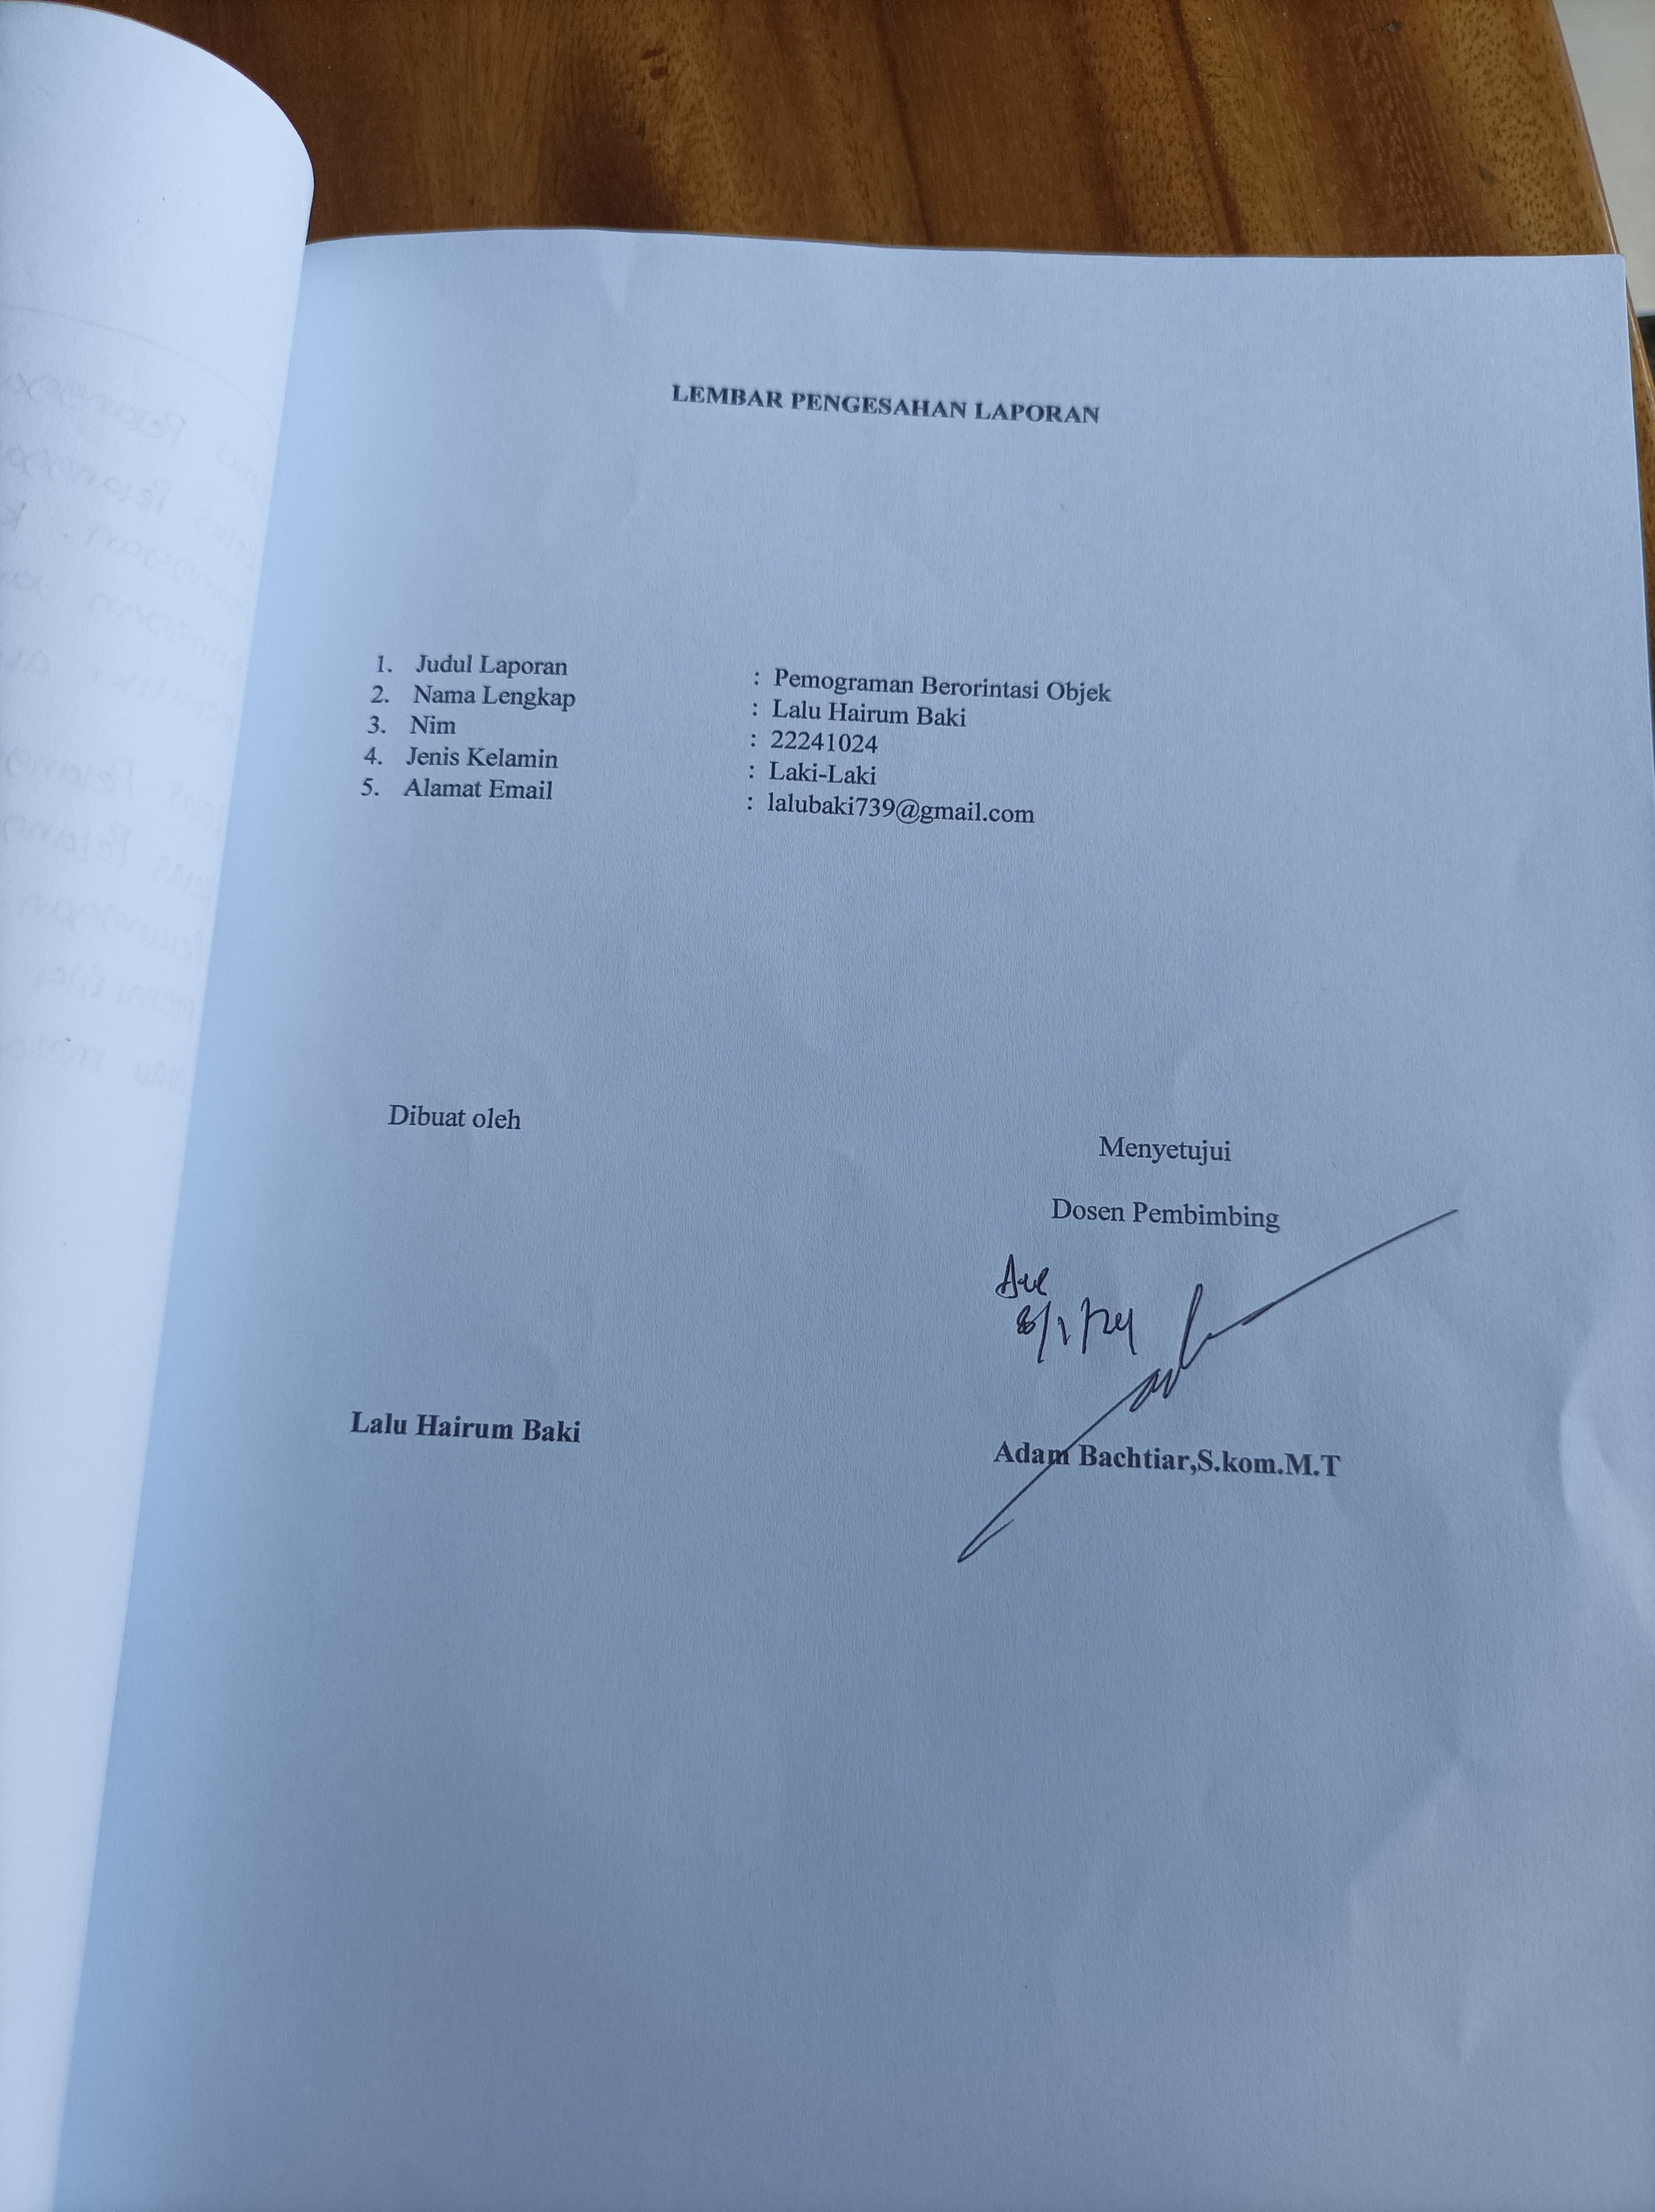 LEMBAR PENGESAHAN LAPORAN
1. Judul Laporan : Pemograman Berorintasi Objek
2. Nama Lengkap : Lalu Hairum Baki
3. Nim : 22241024
4. Jenis Kelamin : Laki-Laki
5. Alamat Email : lalubaki739@gmail.com
Dibuat oleh
Menyetujui
Dosen Pembimbing
8/1/24
Lalu Hairum Baki
Adam Bachtiar,S.kom.M.T